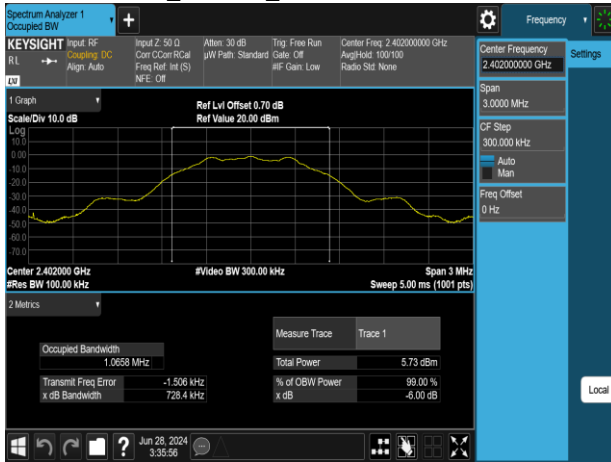 Spectrum Analyzer 1
Occupied BW
+
Frequency
KEYSIGHT Input: RF Input Z: 50 Ω Atten: 30 dB Trig: Free Run Center Freq: 2.402000000 GHz
RL Coupling: DC Corr CCorr RCal µW Path: Standard Gate: Off Avg|Hold: 100/100
Align: Auto Freq Ref: Int (S) #IF Gain: Low Radio Std: None
LXI NFE: Off
Center Frequency
2.402000000 GHz
Settings
Span
3.0000 MHz
CF Step
300.000 kHz
Auto
Man
Freq Offset
0 Hz
Local
1 Graph
Ref Lvl Offset 0.70 dB
Scale/Div 10.0 dB Ref Value 20.00 dBm
Log
10.0
0.00
-10.0
-20.0
-30.0
-40.0
-50.0
-60.0
-70.0
Center 2.402000 GHz #Video BW 300.00 kHz Span 3 MHz
#Res BW 100.00 kHz Sweep 5.00 ms (1001 pts)
2 Metrics
Measure Trace Trace 1
Occupied Bandwidth
1.0658 MHz Total Power 5.73 dBm
Transmit Freq Error -1.506 kHz % of OBW Power 99.00 %
x dB Bandwidth 728.4 kHz x dB -6.00 dB
? Jun 28, 2024
3:35:56